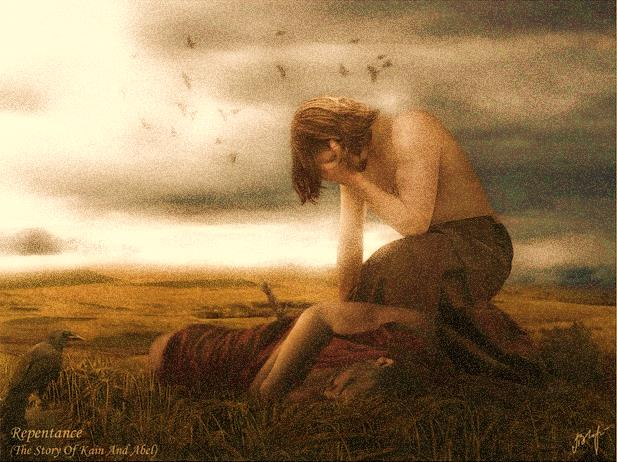 Repentance
(The Story Of Kain And Abel)